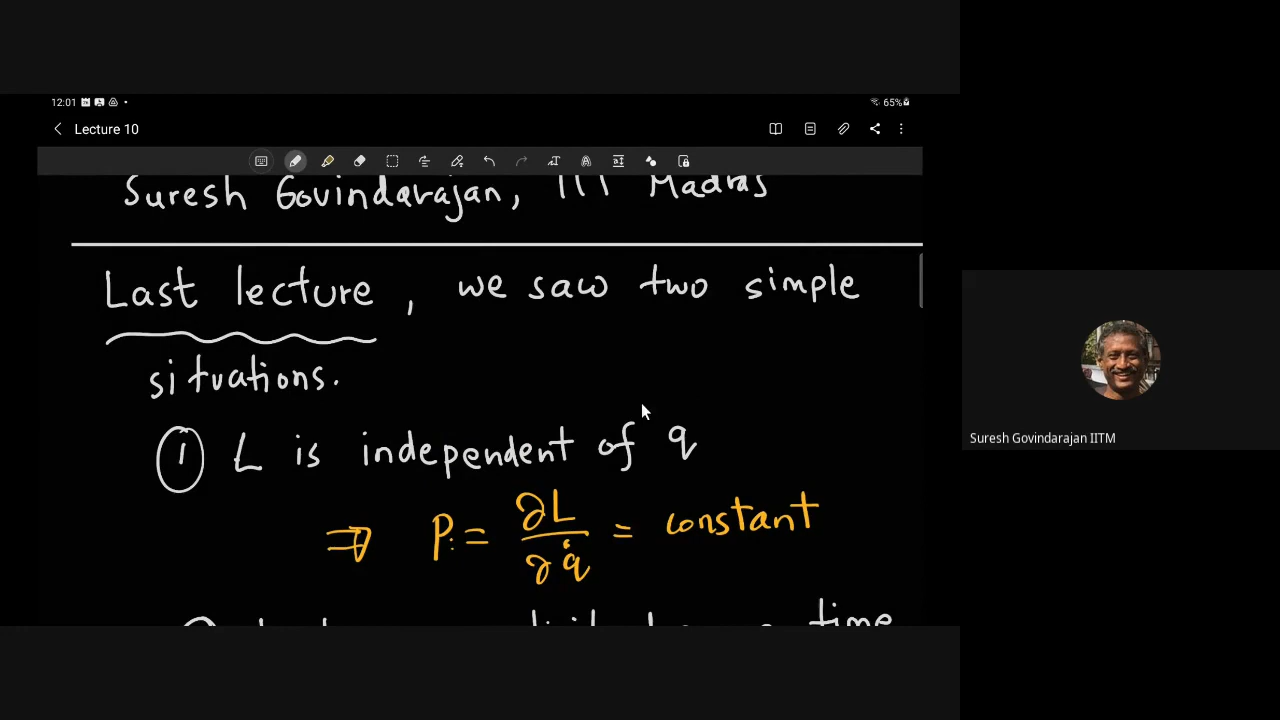 12:01
65%
Lecture 10
Suresh Govindarajan, IIT Madras
Last lecture, we saw two simple
situations.
① L is independent of q
⇒ P := ∂L/∂q̇ = constant
time
Suresh Govindarajan IITM